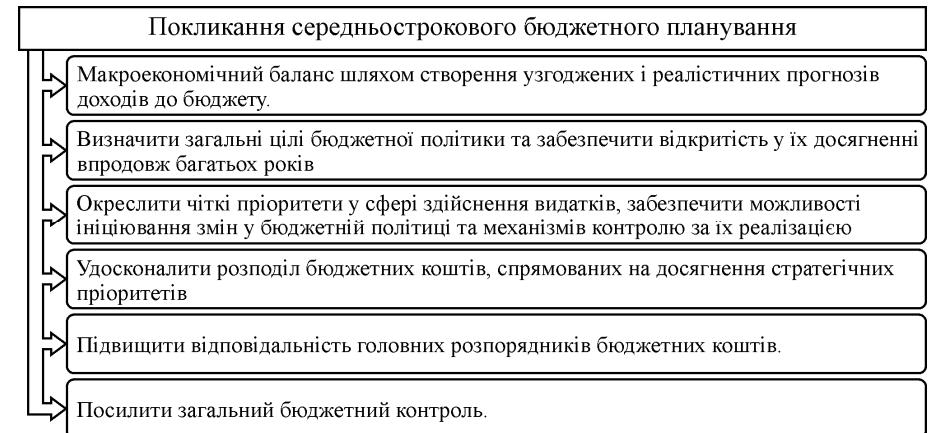 Покликання середньострокового бюджетного планування
Макроекономічний баланс шляхом створення узгоджених і реалістичних прогнозів
доходів до бюджету.
Визначити загальні цілі бюджетної політики та забезпечити відкритість у їх досягненні
впродовж багатьох років
Окреслити чіткі пріоритети у сфері здійснення видатків, забезпечити можливості
ініціювання змін у бюджетній політиці та механізмів контролю за їх реалізацією
Удосконалити розподіл бюджетних коштів, спрямованих на досягнення стратегічних
пріоритетів
Підвищити відповідальність головних розпорядників бюджетних коштів.
Посилити загальний бюджетний контроль.